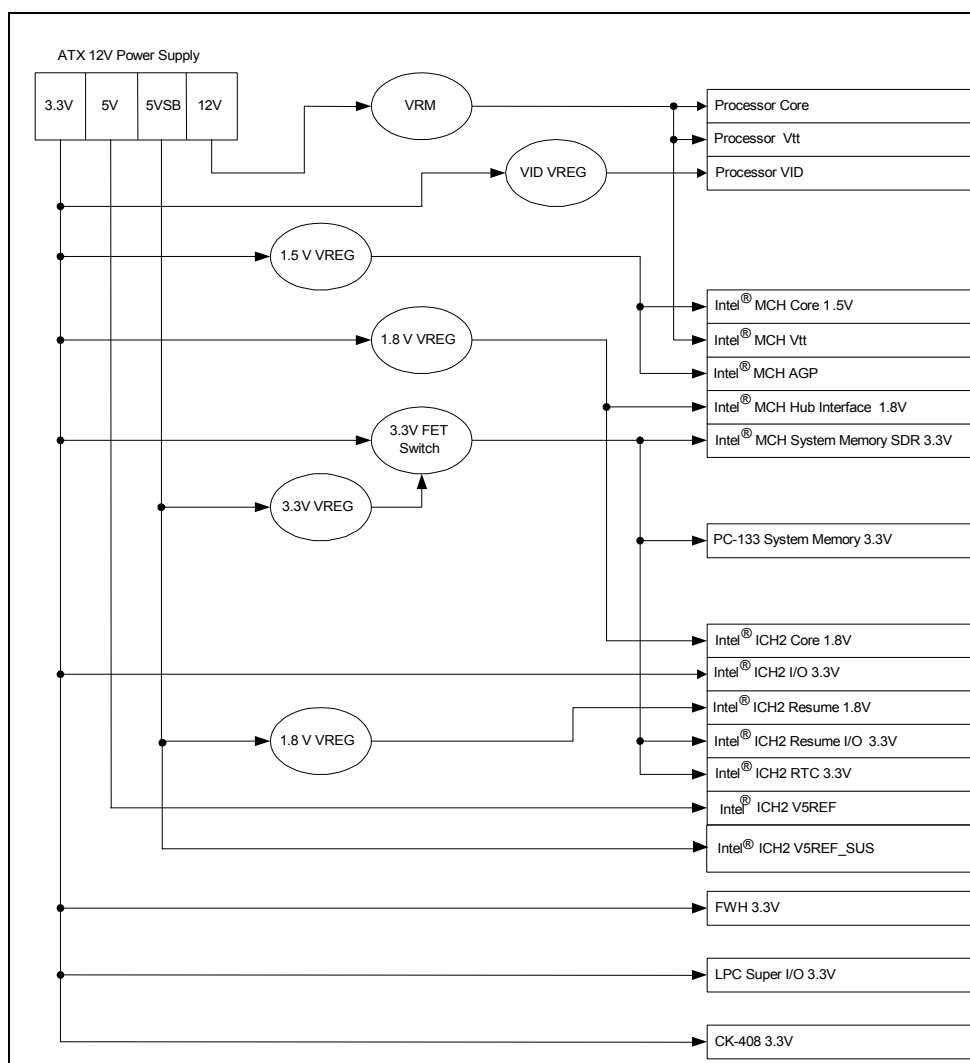 ATX 12V Power Supply
3.3V 5V 5VSB 12V
VRM
Processor Core
Processor Vtt
VID VREG
Processor VID
1.5 V VREG
Intel® MCH Core 1.5V
1.8 V VREG
Intel® MCH Vtt
Intel® MCH AGP
Intel® MCH Hub Interface 1.8V
3.3V FET
Switch
Intel® MCH System Memory SDR 3.3V
3.3V VREG
PC-133 System Memory 3.3V
Intel® ICH2 Core 1.8V
Intel® ICH2 I/O 3.3V
Intel® ICH2 Resume 1.8V
1.8 V VREG
Intel® ICH2 Resume I/O 3.3V
Intel® ICH2 RTC 3.3V
Intel® ICH2 V5REF
Intel® ICH2 V5REF_SUS
FWH 3.3V
LPC Super I/O 3.3V
CK-408 3.3V